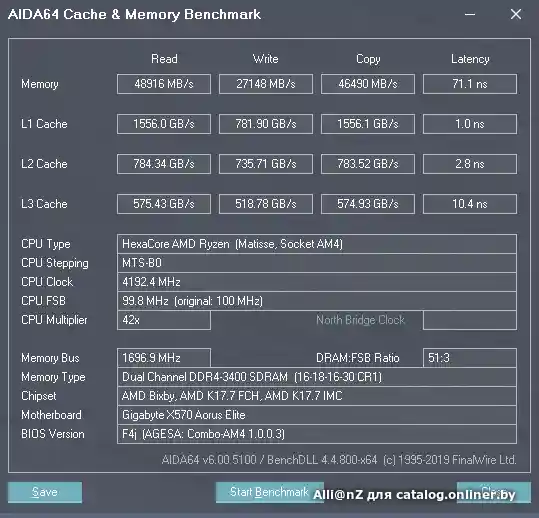 AIDA64 Cache & Memory Benchmark
Read Write Copy Latency
Memory 48916 MB/s 27148 MB/s 46490 MB/s 71.1 ns
L1 Cache 1556.0 GB/s 781.90 GB/s 1556.1 GB/s 1.0 ns
L2 Cache 784.34 GB/s 735.71 GB/s 783.52 GB/s 2.8 ns
L3 Cache 575.43 GB/s 518.78 GB/s 574.93 GB/s 10.4 ns
CPU Type HexaCore AMD Ryzen (Matisse, Socket AM4)
CPU Stepping MTS-B0
CPU Clock 4192.4 MHz
CPU FSB 99.8 MHz (original: 100 MHz)
CPU Multiplier 42x North Bridge Clock
Memory Bus 1696.9 MHz DRAM:FSB Ratio 51:3
Memory Type Dual Channel DDR4-3400 SDRAM (16-18-16-30 CR1)
Chipset AMD Bixby, AMD K17.7 FCH, AMD K17.7 IMC
Motherboard Gigabyte X570 Aorus Elite
BIOS Version F4j (AGESA: Combo-AM4 1.0.0.3)
AIDA64 v6.00.5100 / BenchDLL 4.4.800-x64 (c) 1995-2019 FinalWire Ltd.
Save Start Benchmark
Alli@nZ для catalog.onliner.by